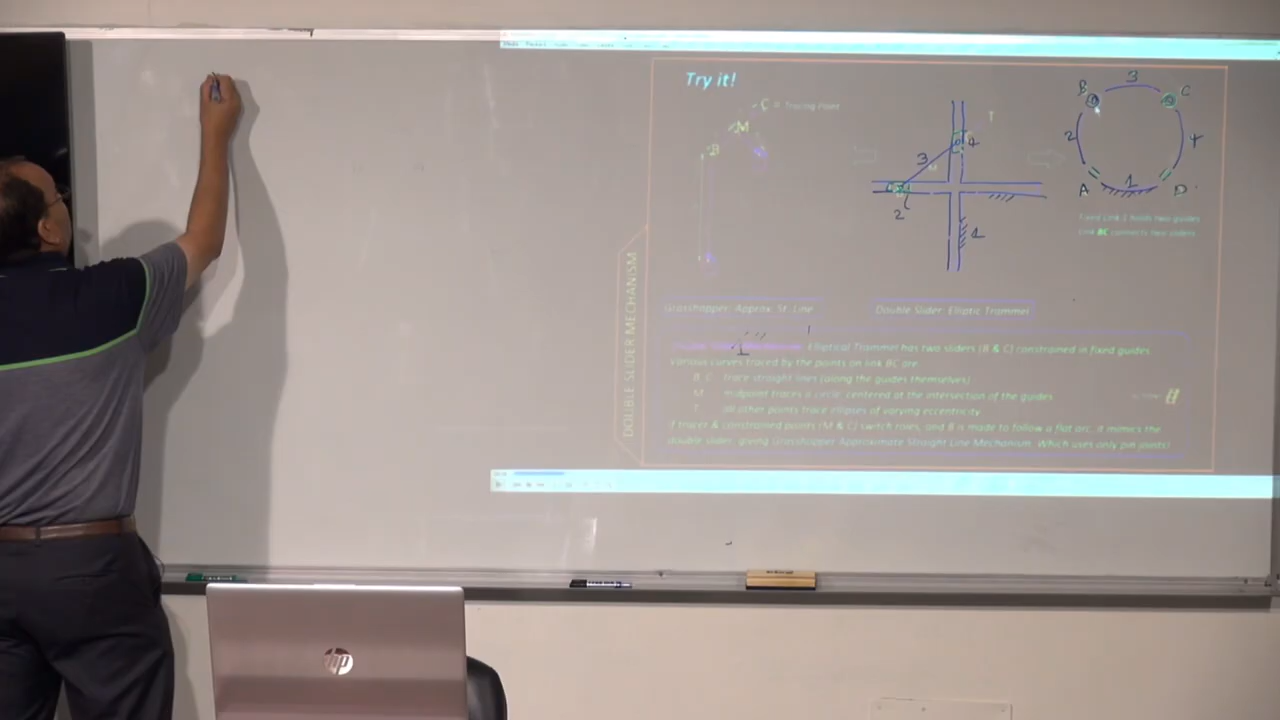 Try it!
C = Tracing Point
M
B
3
B
C
2
4
A
1
D
3
4
2
1
Fixed Link 1 holds two guides
Link BC connects two sliders
DOUBLE SLIDER MECHANISM
Grasshopper: Approx. St. Line
Double Slider: Elliptic Trammel
1
Elliptical Trammel has two sliders (B & C) constrained in fixed guides.
Various curves traced by the points on link BC are
B, C trace straight lines (along the guides themselves)
M midpoint traces a circle, centered at the intersection of the guides
all other points trace ellipses of varying eccentricity
If tracer & constrained points (M & C) switch roles, and B is made to follow a flat arc, it mimics the
double slider, giving Grasshopper Approximate Straight Line Mechanism. Which uses only pin joints!
hp